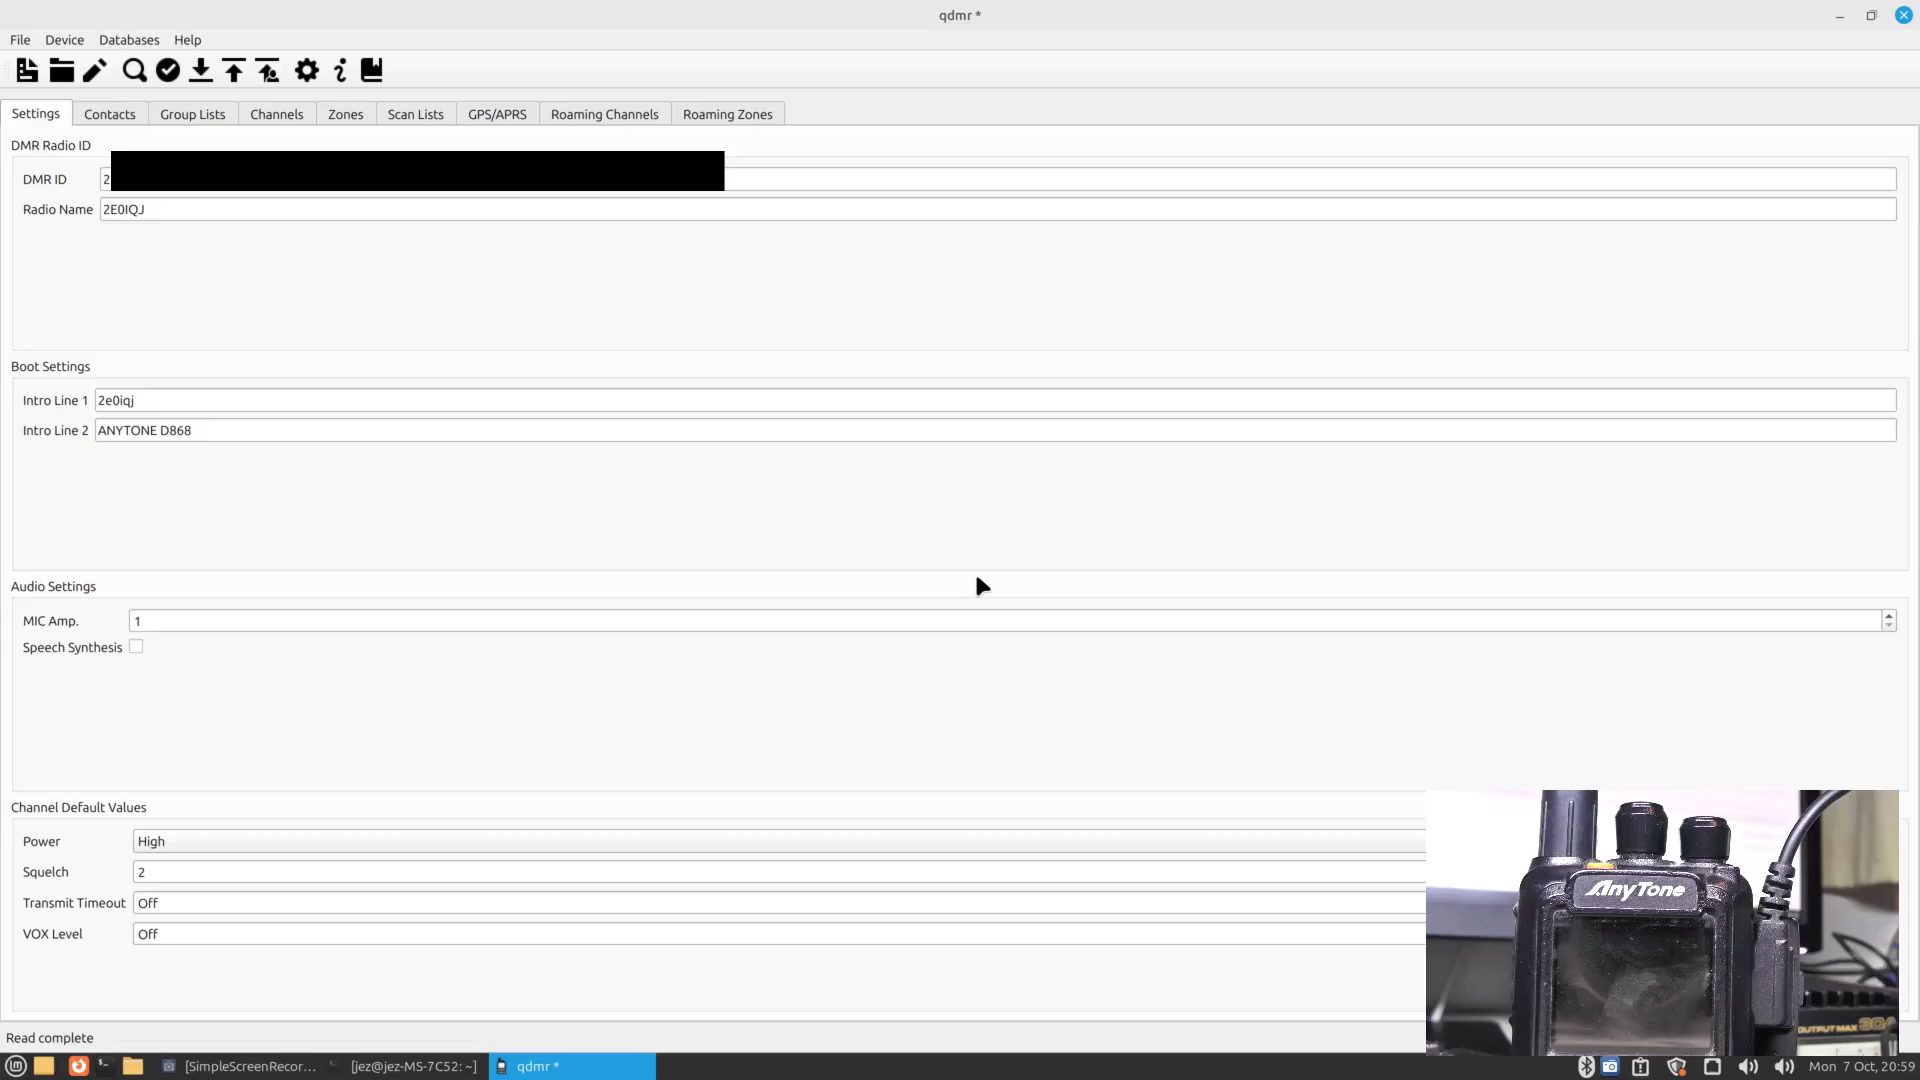 qdmr *
File Device Databases Help
Settings Contacts Group Lists Channels Zones Scan Lists GPS/APRS Roaming Channels Roaming Zones
DMR Radio ID
DMR ID 2
Radio Name 2E0IQJ
Boot Settings
Intro Line 1 2e0iqj
Intro Line 2 ANYTONE D868
Audio Settings
MIC Amp. 1
Speech Synthesis
Channel Default Values
Power High
Squelch 2
Transmit Timeout Off
VOX Level Off
AnyTone
OUTPUT MAX 30A
Read complete
[SimpleScreenRecor... [jez@jez-MS-7C52: ~] qdmr * Mon 7 Oct, 20:59